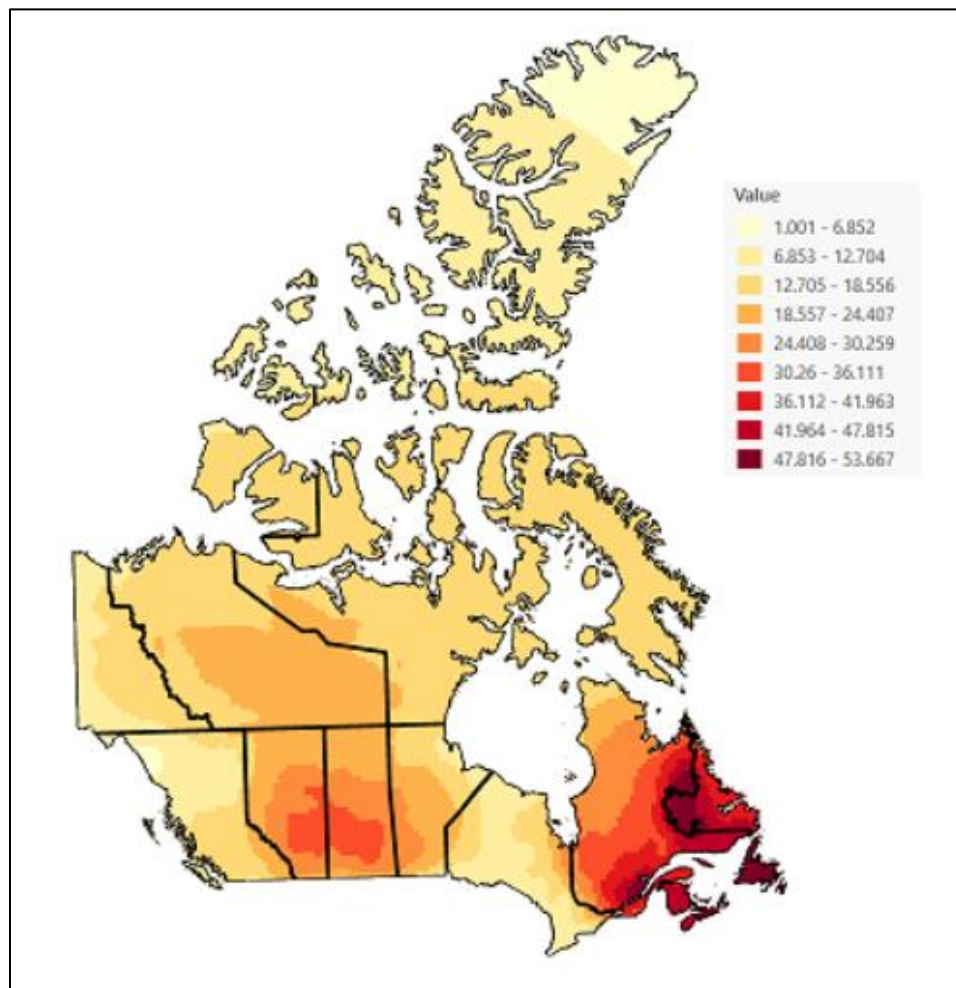 Value
1.001 - 6.852
6.853 - 12.704
12.705 - 18.556
18.557 - 24.407
24.408 - 30.259
30.26 - 36.111
36.112 - 41.963
41.964 - 47.815
47.816 - 53.667